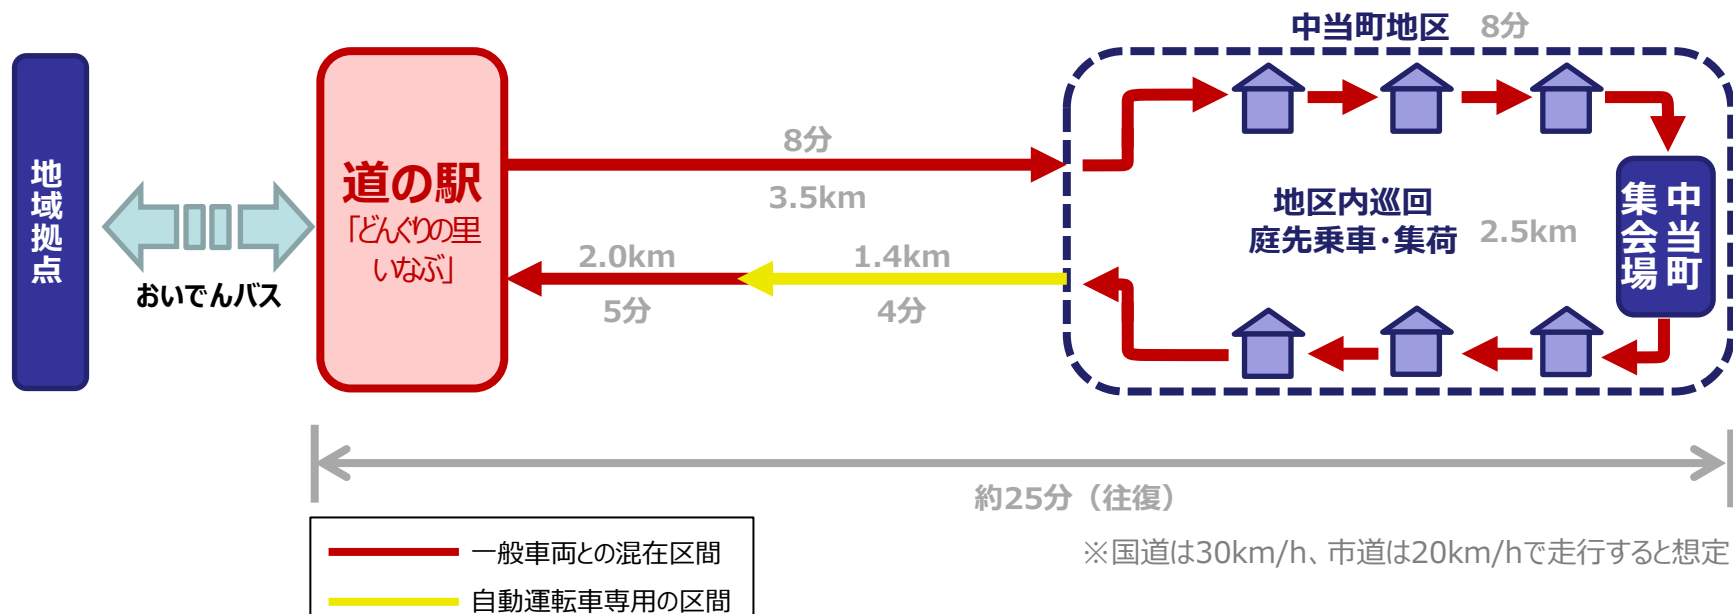 中当町地区 8分
地域拠点
道の駅
「どんぐりの里
いなぶ」
おいでんバス
8分
3.5km
2.0km
5分
1.4km
4分
地区内巡回
庭先乗車・集荷 2.5km
中当町
集会場
約25分（往復）
一般車両との混在区間
自動運転車専用の区間
※国道は30km/h、市道は20km/hで走行すると想定